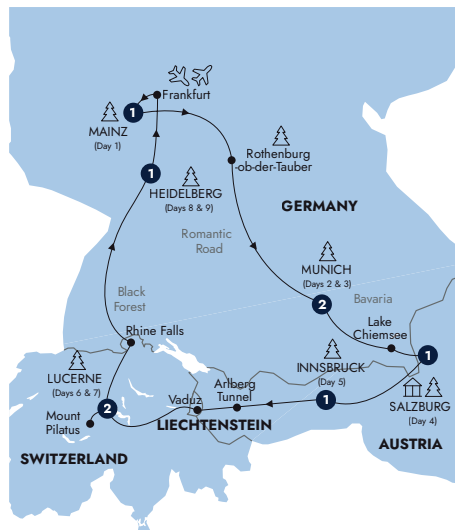 Frankfurt
1
MAINZ
(Day 1)
Rothenburg
-ob-der-Tauber
1
HEIDELBERG
(Days 8 & 9)
GERMANY
Romantic
Road
MUNICH
(Days 2 & 3)
2
Bavaria
Black
Forest
Lake
Chiemsee
Rhine Falls
1
LUCERNE
(Days 6 & 7)
INNSBRUCK
(Day 5)
Arlberg
Tunnel
Vaduz
1
SALZBURG
(Day 4)
2
Mount
Pilatus
LIECHTENSTEIN
AUSTRIA
SWITZERLAND